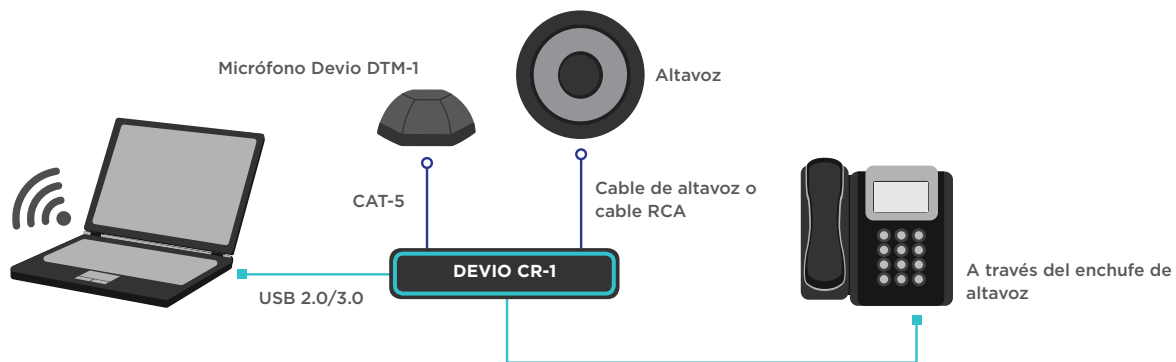 Micrófono Devio DTM-1
Altavoz
CAT-5
Cable de altavoz o
cable RCA
DEVIO CR-1
USB 2.0/3.0
A través del enchufe de
altavoz